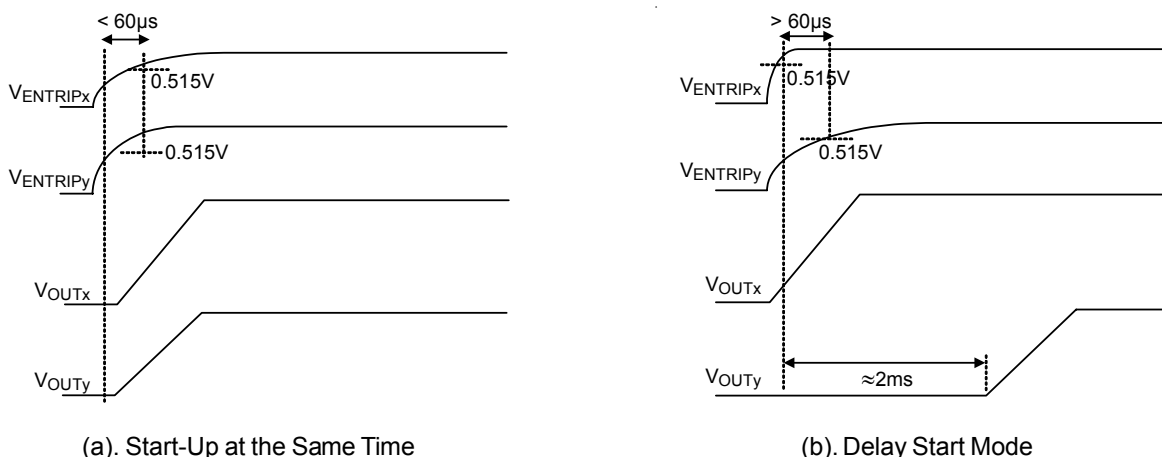 < 60µs
0.515V
VENTRIPx
0.515V
VENTRIPy
VOUTx
VOUTy
(a). Start-Up at the Same Time
> 60µs
0.515V
VENTRIPx
0.515V
VENTRIPy
VOUTx
≈2ms
VOUTy
(b). Delay Start Mode